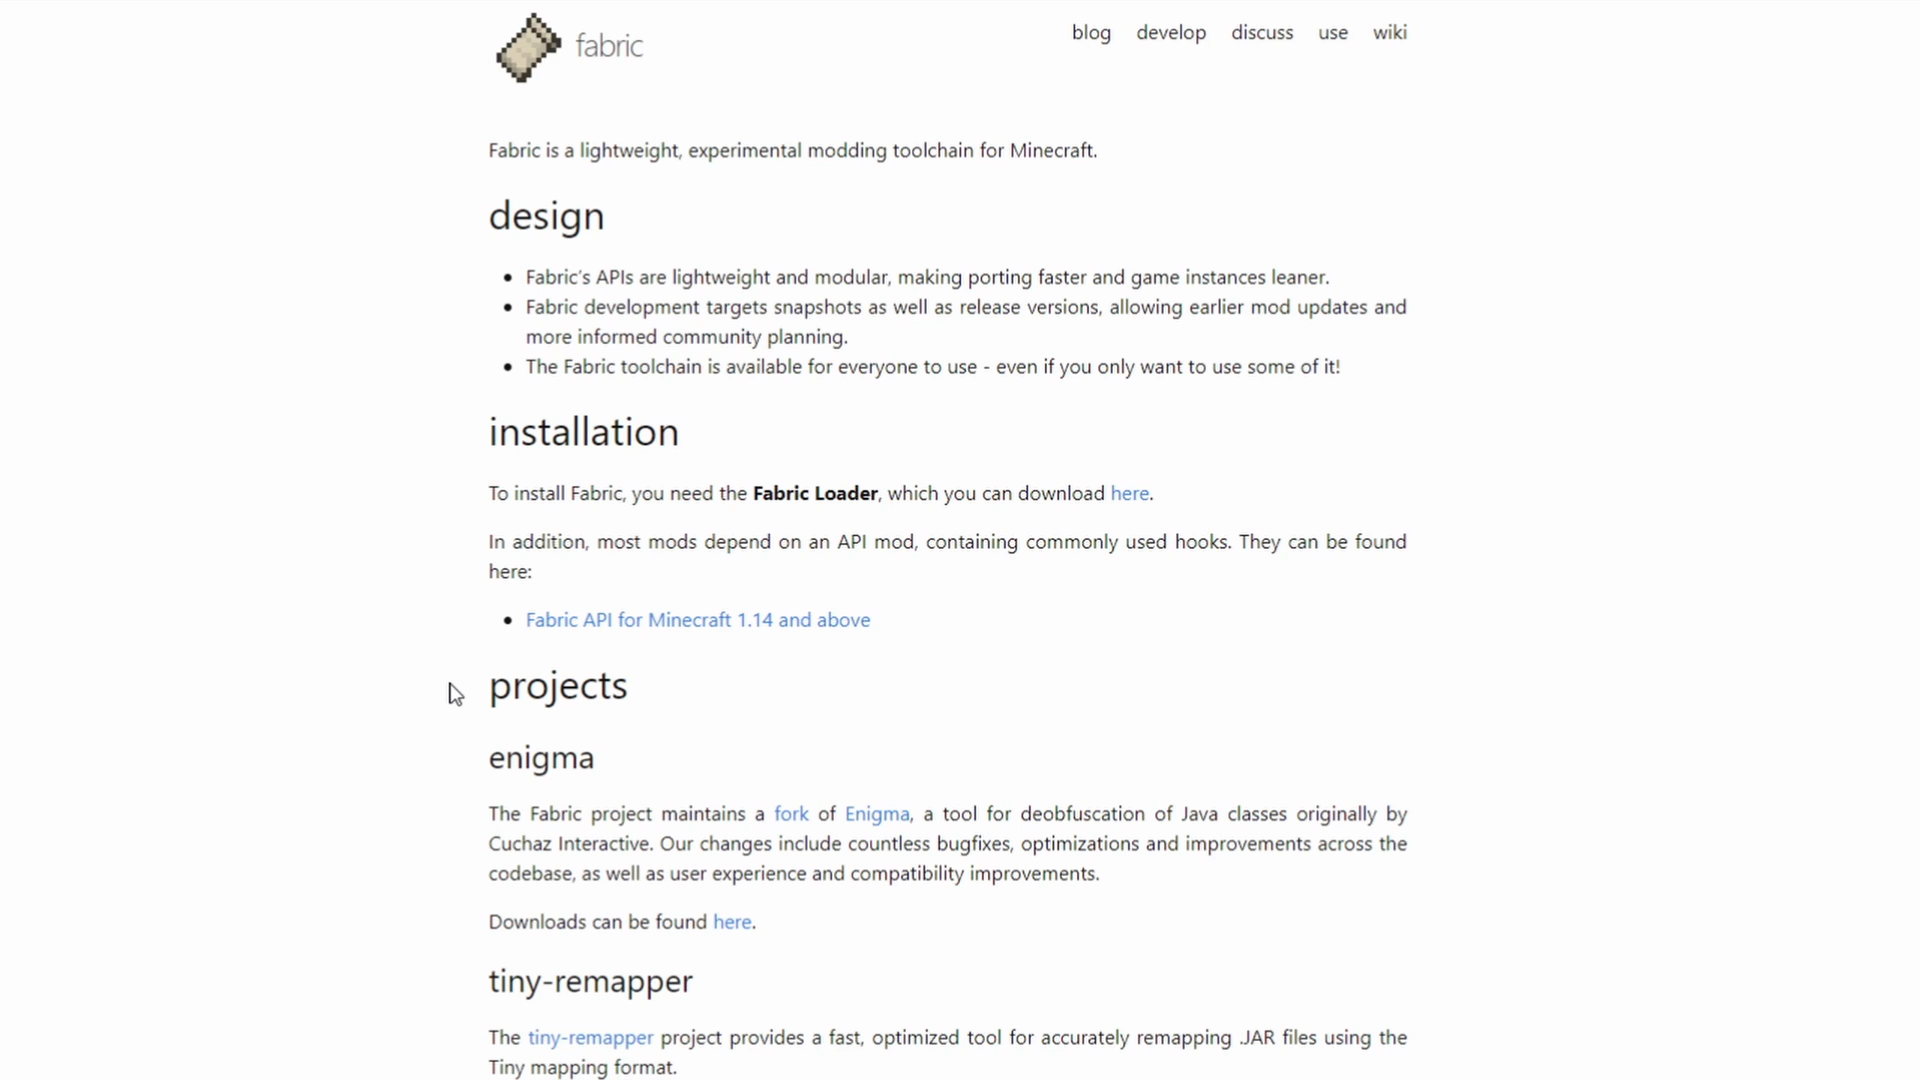 fabric
blog develop discuss use wiki
Fabric is a lightweight, experimental modding toolchain for Minecraft.
design
• Fabric's APIs are lightweight and modular, making porting faster and game instances leaner.
• Fabric development targets snapshots as well as release versions, allowing earlier mod updates and
more informed community planning.
• The Fabric toolchain is available for everyone to use - even if you only want to use some of it!
installation
To install Fabric, you need the Fabric Loader, which you can download here.
In addition, most mods depend on an API mod, containing commonly used hooks. They can be found
here:
• Fabric API for Minecraft 1.14 and above
projects
enigma
The Fabric project maintains a fork of Enigma, a tool for deobfuscation of Java classes originally by
Cuchaz Interactive. Our changes include countless bugfixes, optimizations and improvements across the
codebase, as well as user experience and compatibility improvements.
Downloads can be found here.
tiny-remapper
The tiny-remapper project provides a fast, optimized tool for accurately remapping .JAR files using the
Tiny mapping format.